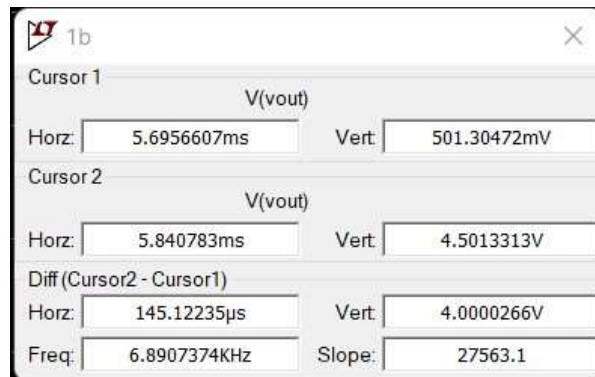 1b
Cursor 1
V(vout)
Horz: 5.6956607ms Vert: 501.30472mV
Cursor 2
V(vout)
Horz: 5.840783ms Vert: 4.5013313V
Diff (Cursor2 - Cursor1)
Horz: 145.12235µs Vert: 4.0000266V
Freq: 6.8907374KHz Slope: 27563.1